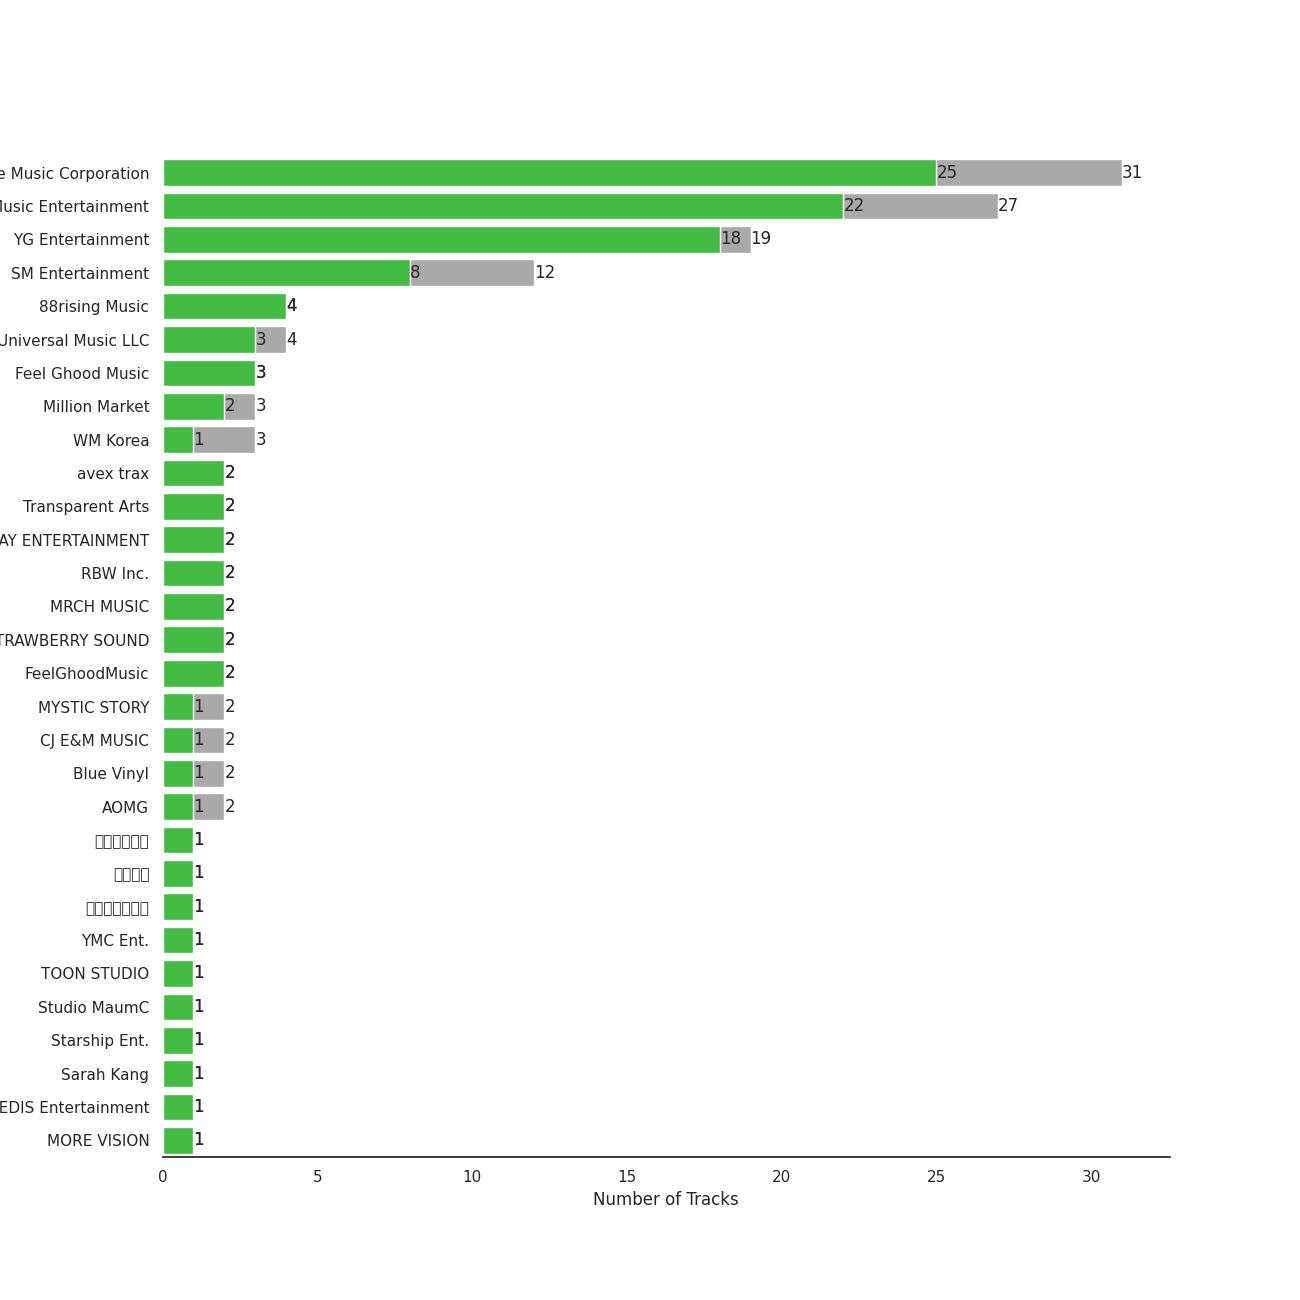 e Music Corporation 25 31
Music Entertainment 22 27
YG Entertainment 18 19
SM Entertainment 8 12
88rising Music 4
Universal Music LLC 3 4
Feel Ghood Music 3
Million Market 2 3
WM Korea 1 3
avex trax 2
Transparent Arts 2
AY ENTERTAINMENT 2
RBW Inc. 2
MRCH MUSIC 2
TRAWBERRY SOUND 2
FeelGhoodMusic 2
MYSTIC STORY 1 2
CJ E&M MUSIC 1 2
Blue Vinyl 1 2
AOMG 1 2
1
1
1
YMC Ent. 1
TOON STUDIO 1
Studio MaumC 1
Starship Ent. 1
Sarah Kang 1
EDIS Entertainment 1
MORE VISION 1
0 5 10 15 20 25 30
Number of Tracks